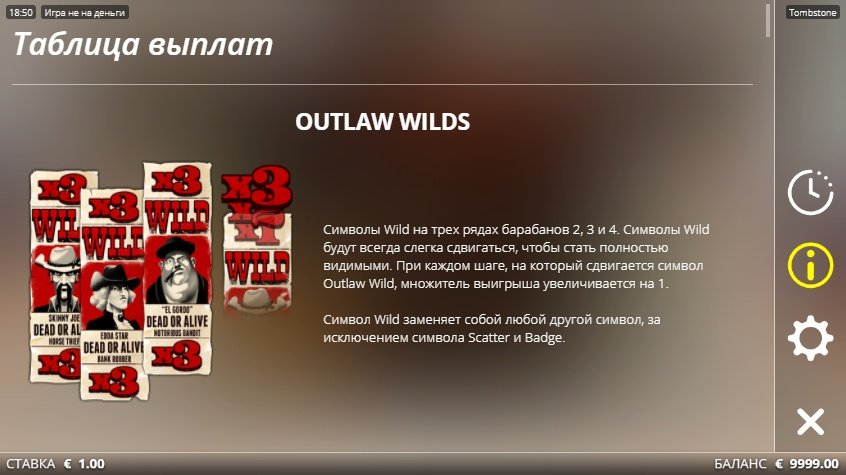 18:50 Игра не на деньги
Tombstone
Таблица выплат
OUTLAW WILDS
x3
WILD
SKINNY JOE
DEAD OR AL
HORSE THIEF
x3
x3
WILD
EDDA STAR
DEAD OR ALIVE
BANK ROBBER
x3
x3
WILD
"EL GORDO"
DEAD OR ALIVE
NOTORIOUS BANDIT
x3
x3
x1
WILD
Символы Wild на трех рядах барабанов 2, 3 и 4. Символы Wild
будут всегда слегка сдвигаться, чтобы стать полностью
видимыми. При каждом шаге, на который сдвигается символ
Outlaw Wild, множитель выигрыша увеличивается на 1.
Символ Wild заменяет собой любой другой символ, за
исключением символа Scatter и Badge.
СТАВКА € 1.00
БАЛАНС € 9999.00